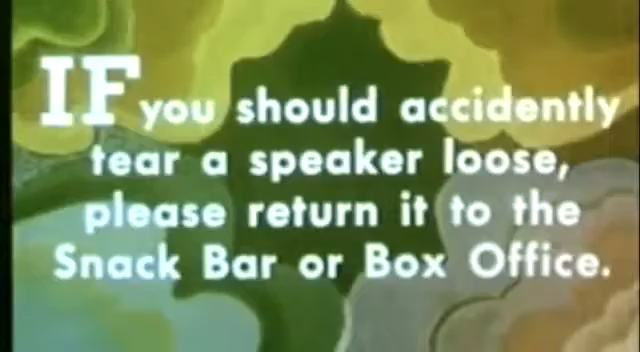 IF you should accidently
tear a speaker loose,
please return it to the
Snack Bar or Box Office.